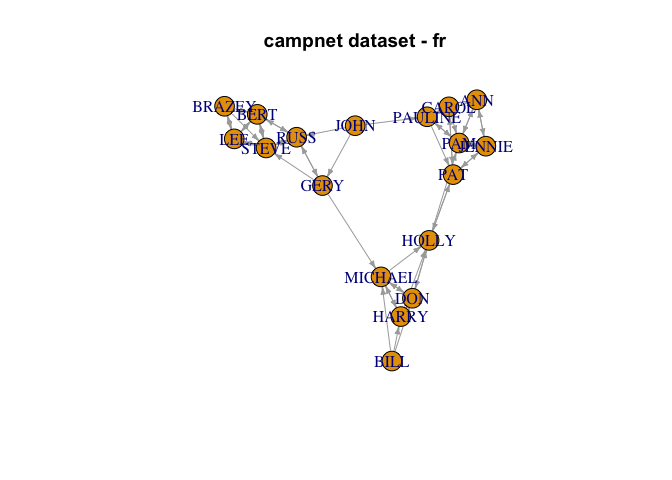 campnet dataset - fr
BRAZEY
BERT
LEE
STEVE
RUSS
JOHN
PAULINE
CAROL
ANN
PAM
JENNIE
PAT
GERY
HOLLY
MICHAEL
DON
HARRY
BILL